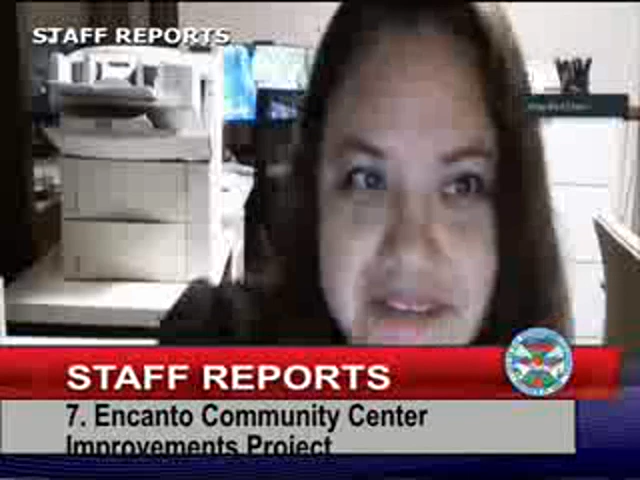 STAFF REPORTS
STAFF REPORTS
7. Encanto Community Center
Improvements Project